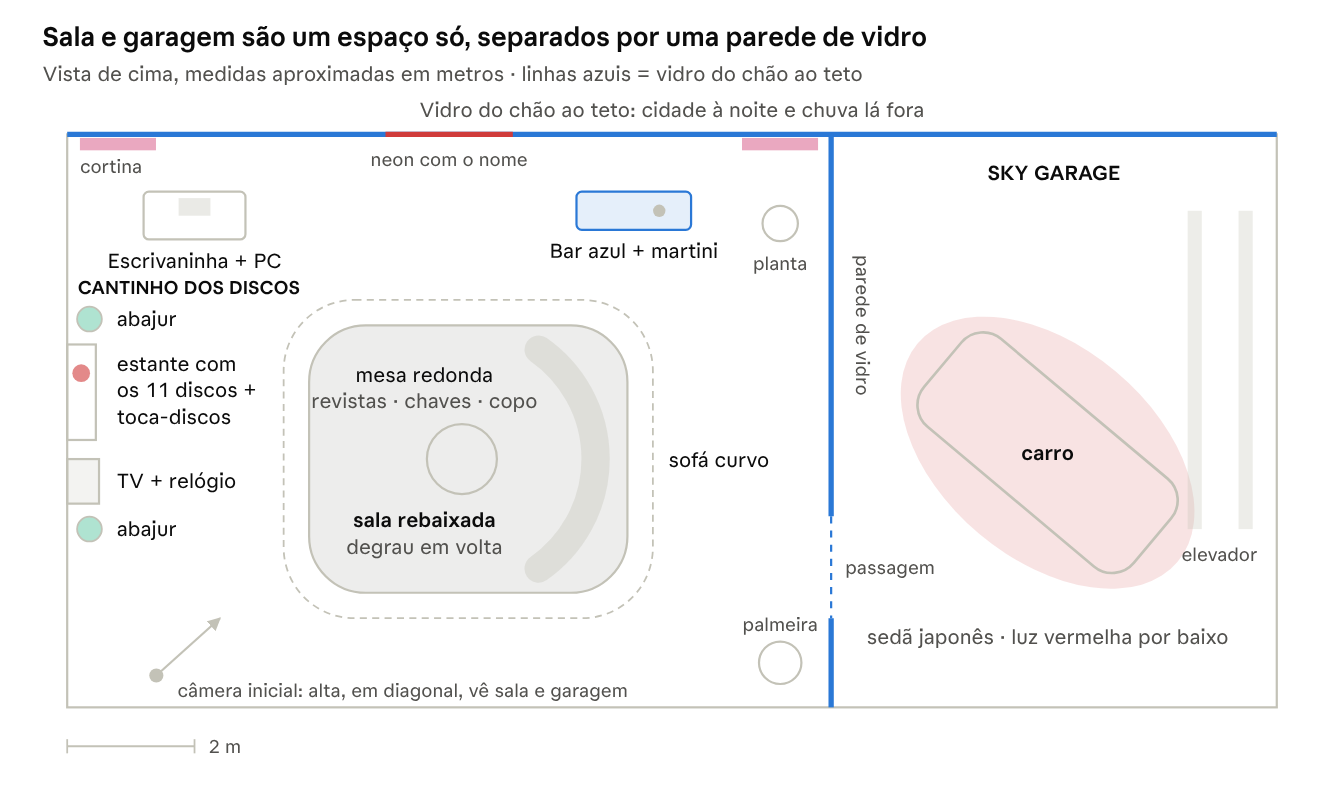 Sala e garagem são um espaço só, separados por uma parede de vidro
Vista de cima, medidas aproximadas em metros · linhas azuis = vidro do chão ao teto
Vidro do chão ao teto: cidade à noite e chuva lá fora
cortina
neon com o nome
SKY GARAGE
Escrivaninha + PC
Bar azul + martini
planta
CANTINHO DOS DISCOS
abajur
estante com
os 11 discos +
toca-discos
TV + relógio
abajur
mesa redonda
revistas · chaves · copo
sala rebaixada
degrau em volta
sofá curvo
parede de vidro
carro
elevador
passagem
palmeira
sedã japonês · luz vermelha por baixo
câmera inicial: alta, em diagonal, vê sala e garagem
2 m